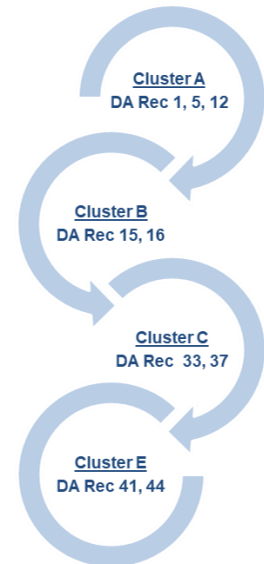 Cluster A
DA Rec 1, 5, 12
Cluster B
DA Rec 15, 16
Cluster C
DA Rec 33, 37
Cluster E
DA Rec 41, 44